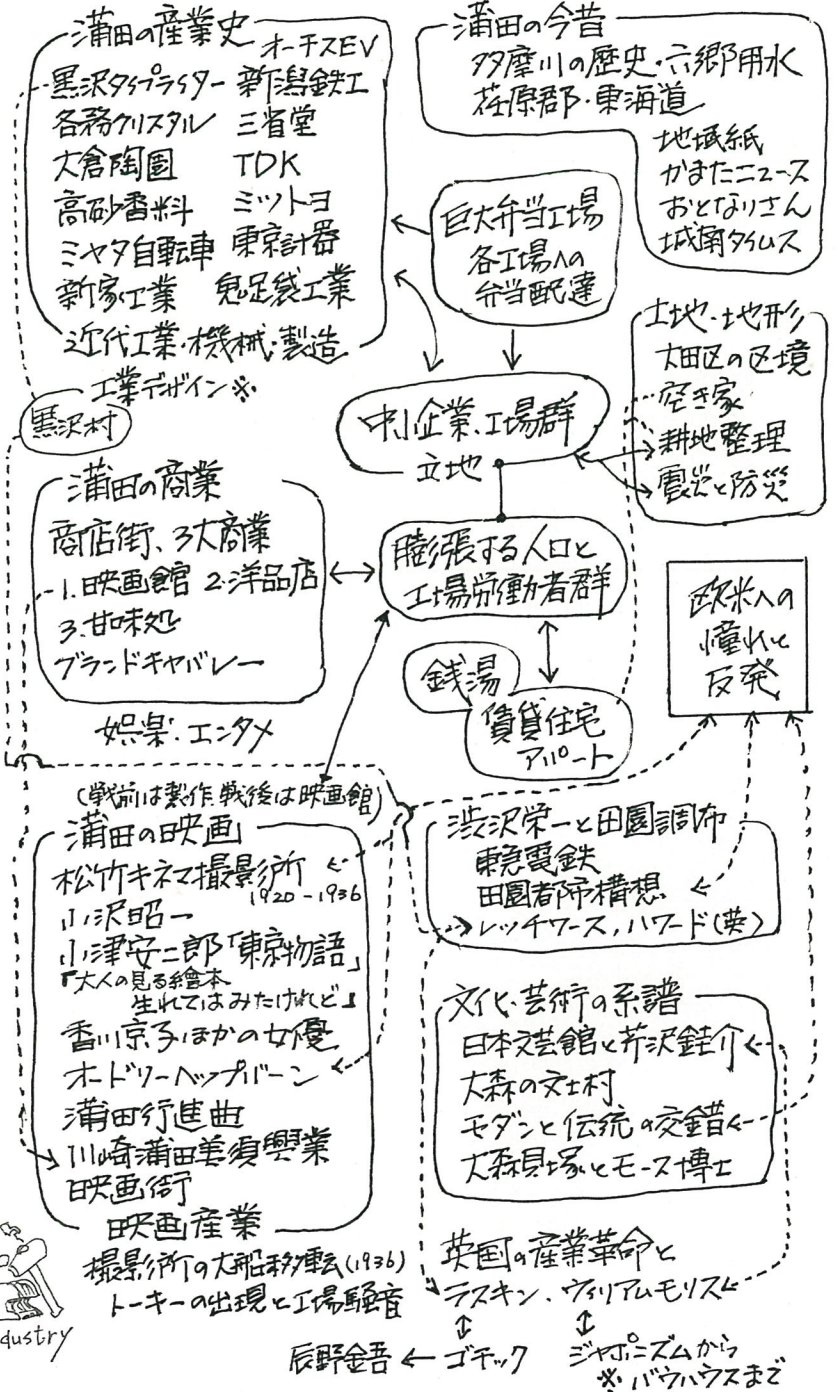 蒲田の産業史
オーチスEV
黒沢タイプライター 新潟鉄工
各務クリスタル 三省堂
大倉陶園 TDK
高砂香料 ミツトヨ
ミヤタ自転車 東京計器
新家工業 兎足袋工業
近代工業・機械・製造
工業デザイン※
黒沢村
蒲田の今昔
多摩川の歴史・六郷用水
荏原郡・東海道
地域紙
かまたニュース
おとなりさん
城南タイムス
巨大弁当工場
各工場への
弁当配達
土地・地形
大田区の区境
空き家
耕地整理
震災と防災
中小企業、工場群
立地
蒲田の商業
商店街、3大商業
1.映画館 2.洋品店
3.甘味処
ブランドキャバレー
娯楽・エンタメ
膨張する人口と
工場労働者群
銭湯
賃貸住宅
アパート
欧米への
憧れと
反発
(戦前は製作、戦後は映画館)
蒲田の映画
松竹キネマ撮影所
1920-1936
小沢昭一
小津安二郎「東京物語」
『大人の見る繪本
生れてはみたけれど』
香川京子ほかの女優
オードリーヘップバーン
蒲田行進曲
川崎蒲田美須興業
映画街
映画産業
撮影所の大船移転(1936)
トーキーの出現と工場騒音
渋沢栄一と田園調布
東急電鉄
田園都市構想
レッチワース,ハワード(英)
文化・芸術の系譜
日本文芸館と芹沢銈介
大森の文士村
モダンと伝統の交錯
大森貝塚とモース博士
英国の産業革命と
ラスキン、ウィリアムモリス
辰野金吾 ← ゴチック
ジャポニズムから
※バウハウスまで
dustry